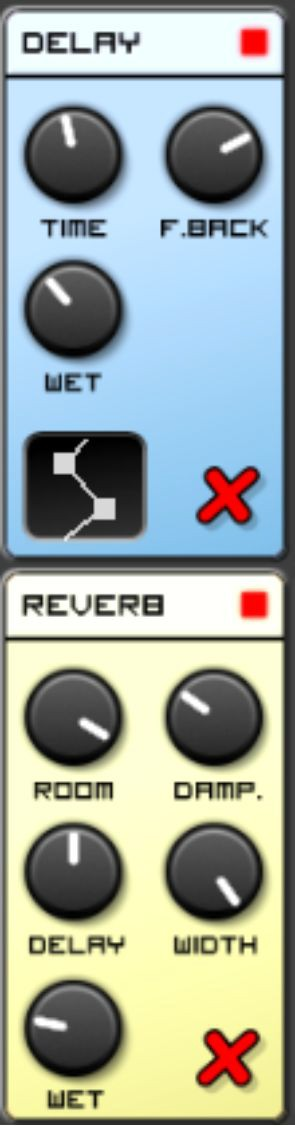 DELAY
TIME F.BACK
WET
REVERB
ROOM DAMP.
DELAY WIDTH
WET